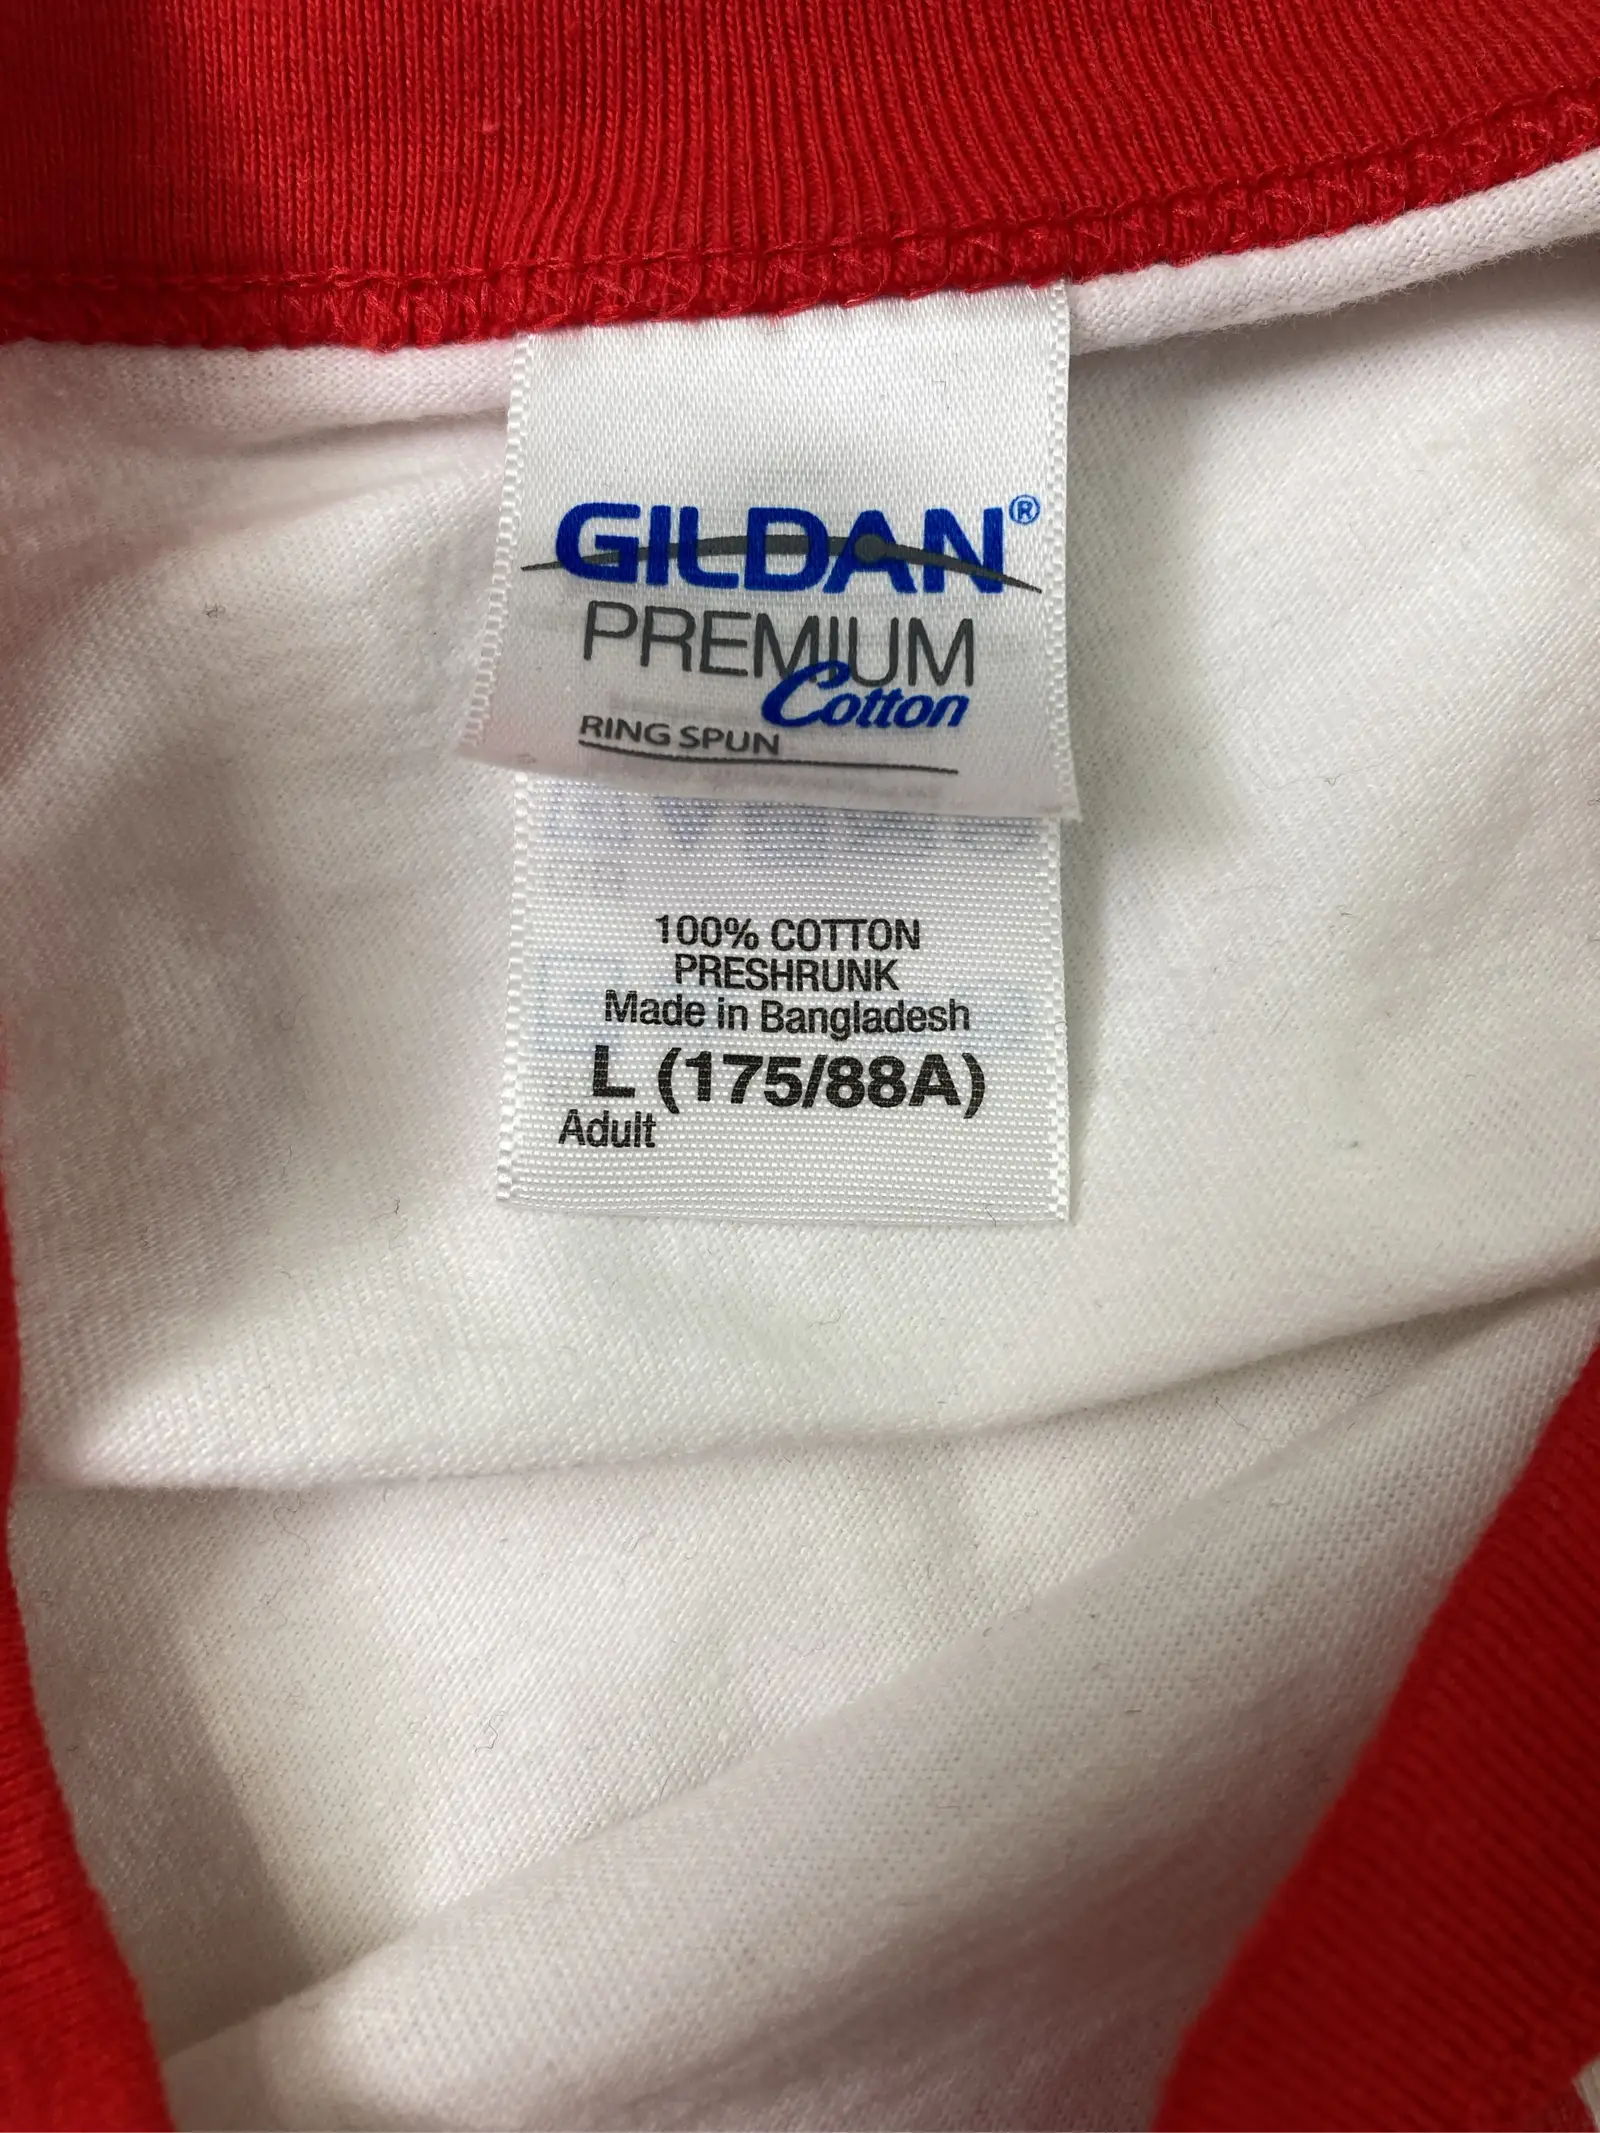 GILDAN®
PREMIUM
Cotton
RING SPUN
100% COTTON
PRESHRUNK
Made in Bangladesh
L (175/88A)
Adult